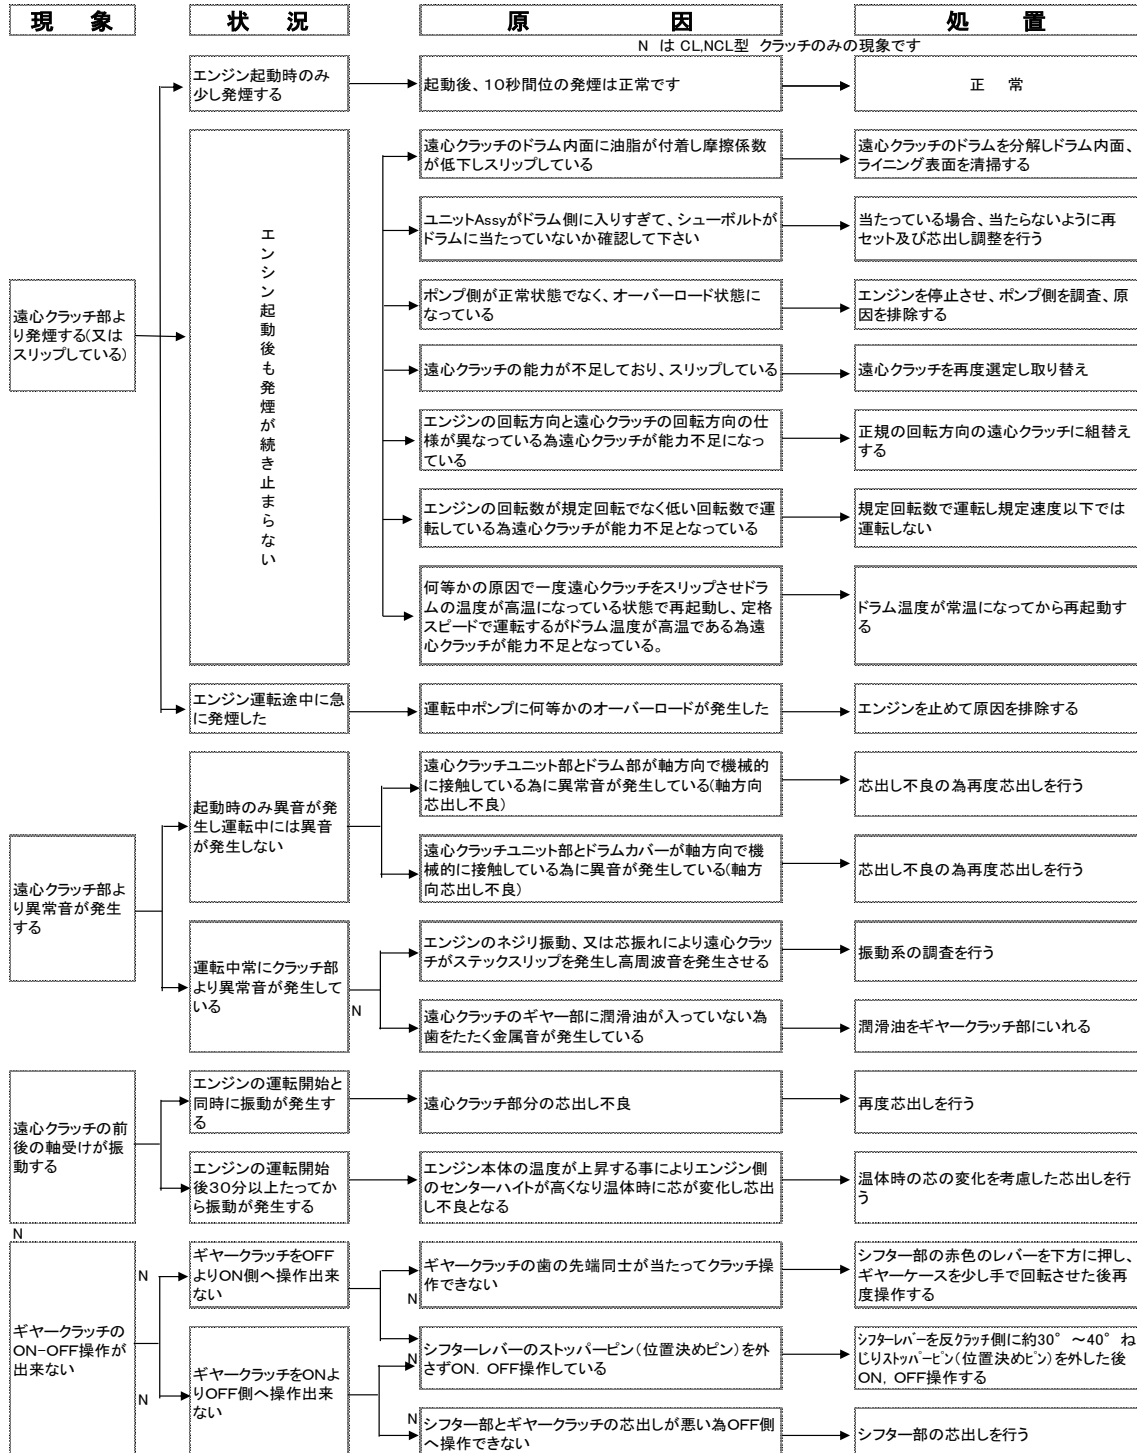 現　象
状　況
原　因
処　置
N は CL,NCL型 クラッチのみの現象です
遠心クラッチ部よ
り発煙する(又は
スリップしている)
エンジン起動時のみ
少し発煙する
起動後、10秒間位の発煙は正常です
正　常
エンシン起動後も発煙が続き止まらない
遠心クラッチのドラム内面に油脂が付着し摩擦係数
が低下しスリップしている
遠心クラッチのドラムを分解しドラム内面、
ライニング表面を清掃する
ユニットAssyがドラム側に入りすぎて、シューボルトが
ドラムに当たっていないか確認して下さい
当たっている場合、当たらないように再
セット及び芯出し調整を行う
ポンプ側が正常状態でなく、オーバーロード状態に
なっている
エンジンを停止させ、ポンプ側を調査、原
因を排除する
遠心クラッチの能力が不足しており、スリップしている
遠心クラッチを再度選定し取り替え
エンジンの回転方向と遠心クラッチの回転方向の仕
様が異なっている為遠心クラッチが能力不足になっ
ている
正規の回転方向の遠心クラッチに組替え
する
エンジンの回転数が規定回転でなく低い回転数で運
転している為遠心クラッチが能力不足となっている
規定回転数で運転し規定速度以下では
運転しない
何等かの原因で一度遠心クラッチをスリップさせドラ
ムの温度が高温になっている状態で再起動し、定格
スピードで運転するがドラム温度が高温である為遠
心クラッチが能力不足となっている。
ドラム温度が常温になってから再起動す
る
エンジン運転途中に急
に発煙した
運転中ポンプに何等かのオーバーロードが発生した
エンジンを止めて原因を排除する
遠心クラッチ部よ
り異常音が発生
する
起動時のみ異音が発
生し運転中には異音
が発生しない
遠心クラッチユニット部とドラム部が軸方向で機械的
に接触している為に異常音が発生している(軸方向
芯出し不良)
芯出し不良の為再度芯出しを行う
遠心クラッチユニット部とドラムカバーが軸方向で機
械的に接触している為に異音が発生している(軸方
向芯出し不良)
芯出し不良の為再度芯出しを行う
運転中常にクラッチ部
より異常音が発生して
いる
エンジンのネジリ振動、又は芯振れにより遠心クラッ
チがステックスリップを発生し高周波音を発生させる
振動系の調査を行う
N
遠心クラッチのギヤー部に潤滑油が入っていない為
歯をたたく金属音が発生している
潤滑油をギヤークラッチ部にいれる
遠心クラッチの前
後の軸受けが振
動する
エンジンの運転開始と
同時に振動が発生す
る
遠心クラッチ部分の芯出し不良
再度芯出しを行う
エンジンの運転開始
後30分以上たってか
ら振動が発生する
エンジン本体の温度が上昇する事によりエンジン側
のセンターハイトが高くなり温体時に芯が変化し芯出
し不良となる
温体時の芯の変化を考慮した芯出しを行
う
N
ギヤークラッチの
ON-OFF操作が
出来ない
N
ギヤークラッチをOFF
よりON側へ操作出来
ない
ギヤークラッチの歯の先端同士が当たってクラッチ操
作できない
シフター部の赤色のレバーを下方に押し、
ギヤーケースを少し手で回転させた後再
度操作する
N
N
ギヤークラッチをONよ
りOFF側へ操作出来
ない
N
シフターレバーのストッパーピン(位置決めピン)を外
さずON．OFF操作している
シフターレバーを反クラッチ側に約30°～40°ね
じりストッパーピン(位置決めピン)を外した後
ON，OFF操作する
N
シフター部とギヤークラッチの芯出しが悪い為OFF側
へ操作できない
シフター部の芯出しを行う